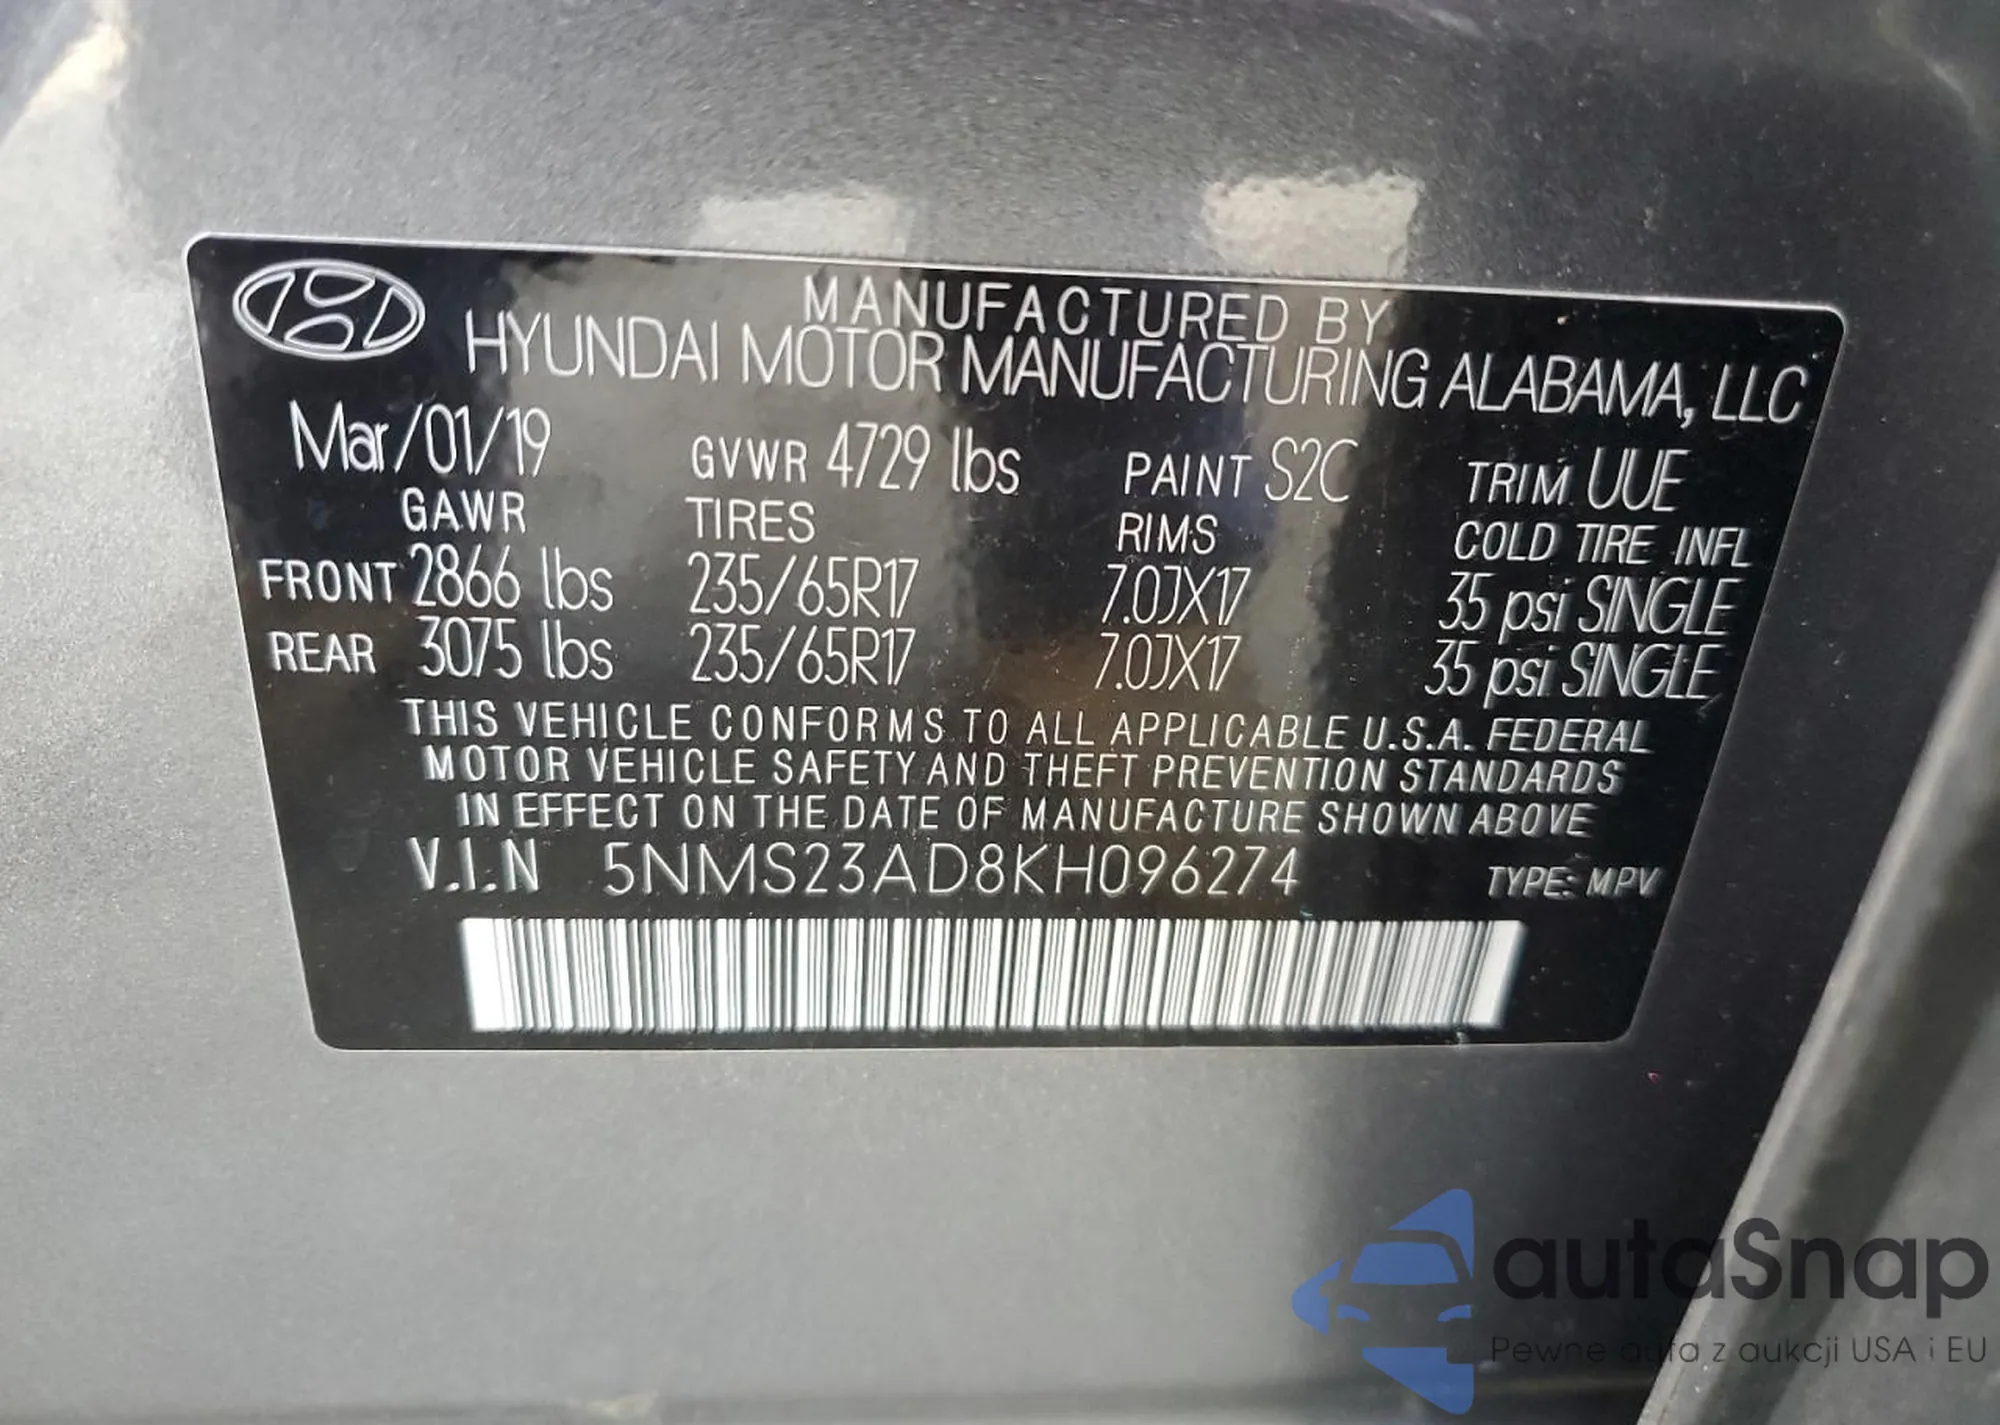 MANUFACTURED BY
HYUNDAI MOTOR MANUFACTURING ALABAMA, LLC
Mar/01/19 GVWR 4729 lbs PAINT S2C TRIM UUE
GAWR TIRES RIMS COLD TIRE INFL
FRONT 2866 lbs 235/65R17 7.0JX17 35 psi SINGLE
REAR 3075 lbs 235/65R17 7.0JX17 35 psi SINGLE
THIS VEHICLE CONFORMS TO ALL APPLICABLE U.S.A. FEDERAL
MOTOR VEHICLE SAFETY AND THEFT PREVENTION STANDARDS
IN EFFECT ON THE DATE OF MANUFACTURE SHOWN ABOVE
V.I.N 5NMS23AD8KH096274 TYPE: MPV
autaSnap
Pewne auta z aukcji USA i EU